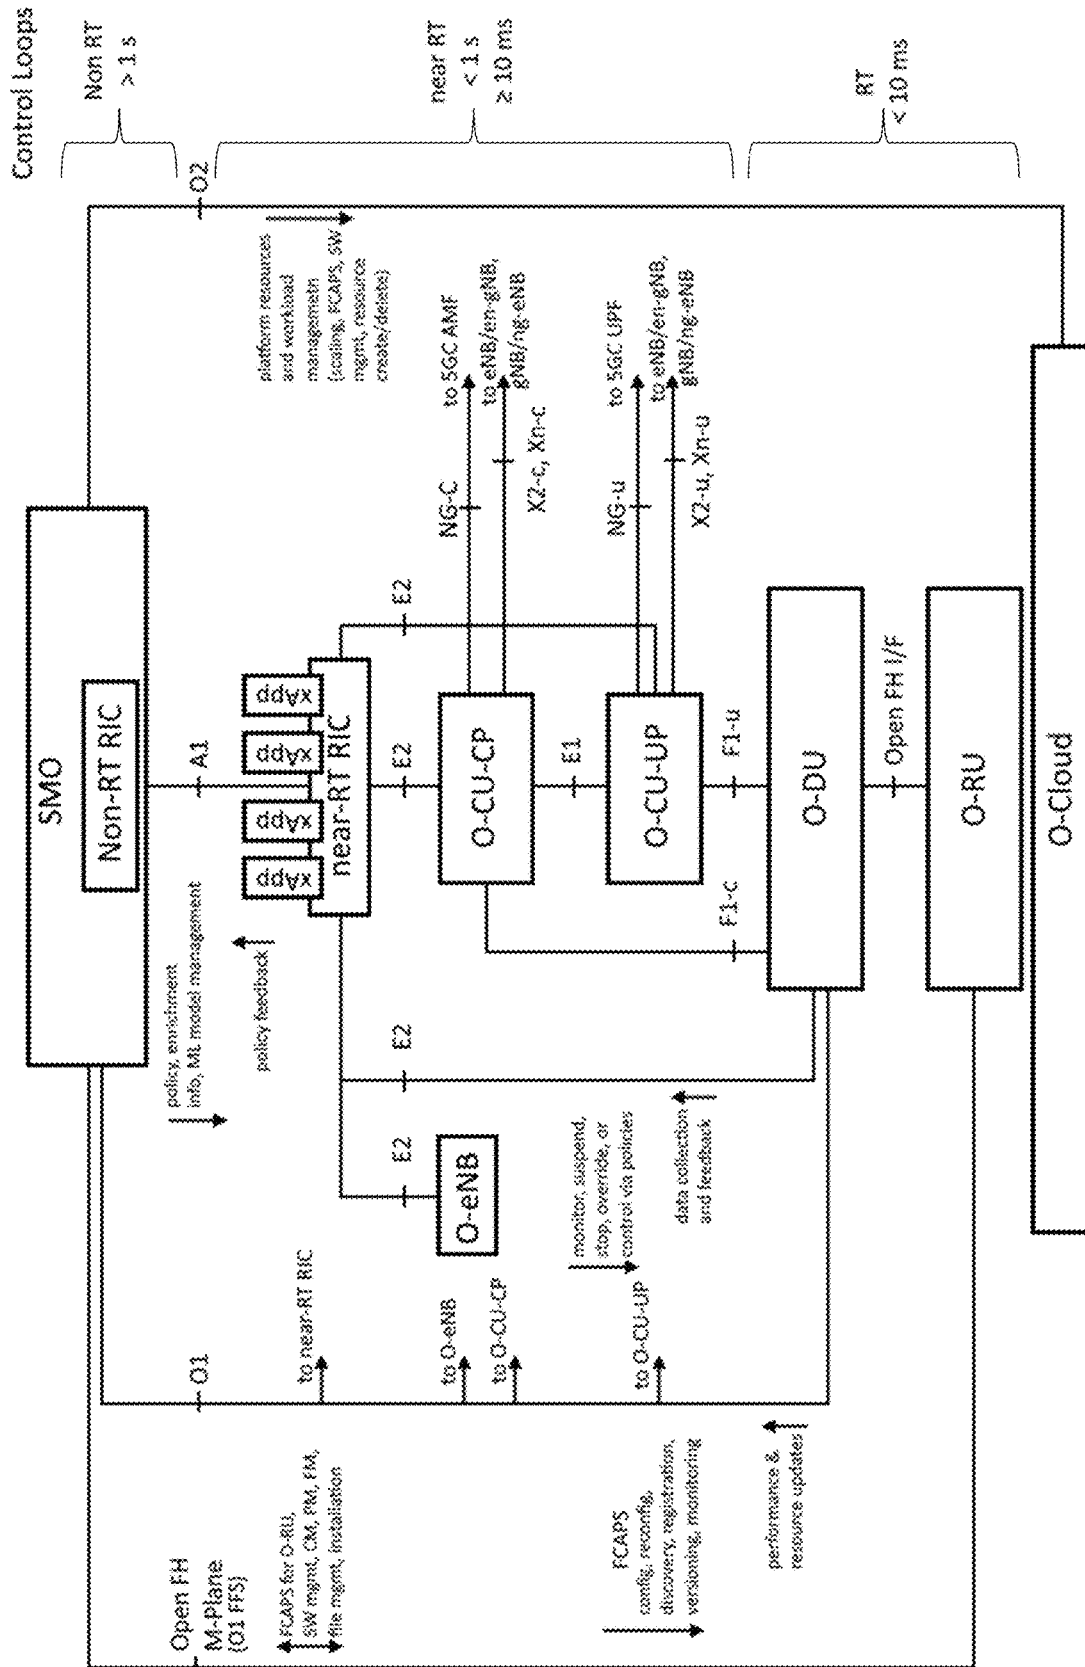 Control Loops
Non RT
> 1 s
near RT
< 1 s
≥ 10 ms
RT
< 10 ms
O2
platform resources
and workload
managemetn
(scaling, FCAPS, SW
mgmt, resource
create/delete)
SMO
Non-RT RIC
A1
policy, enrichment
info, ML model management
policy feedback
xApp
xApp
xApp
xApp
near-RT RIC
E2
E2
E2
E2
NG-C
to 5GC AMF
to eNB/en-gNB,
gNB/ng-eNB
X2-c, Xn-c
O-CU-CP
E1
NG-u
to 5GC UPF
to eNB/en-gNB,
gNB/ng-eNB
X2-u, Xn-u
O-CU-UP
F1-u
F1-c
O-DU
Open FH I/F
O-RU
O-Cloud
O-eNB
monitor, suspend,
stop, override, or
control via policies
data collection
and feedback
O1
to near-RT RIC
to O-eNB
to O-CU-CP
to O-CU-UP
Open FH
M-Plane
(O1 FFS)
FCAPS for O-RU,
SW mgmt, CM, PM, FM,
file mgmt, installation
FCAPS
config, reconfig,
discovery, registration,
versioning, monitoring
performance &
resource updates